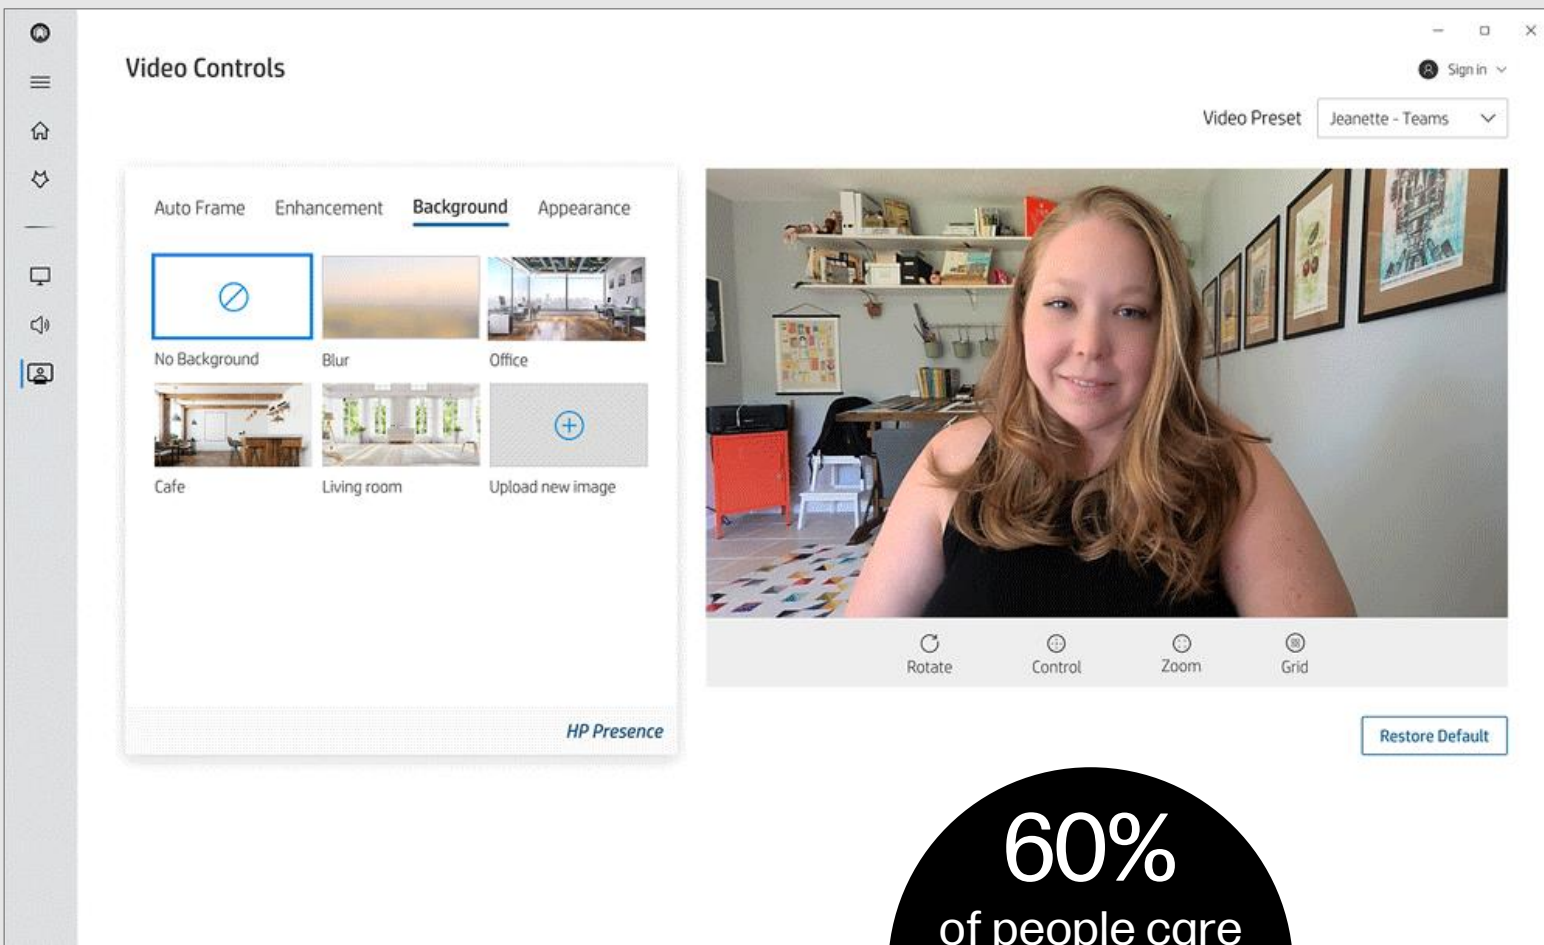 Video Controls
Sign in
Video Preset
Jeanette - Teams
Auto Frame
Enhancement
Background
Appearance
No Background
Blur
Office
Cafe
Living room
Upload new image
HP Presence
Rotate
Control
Zoom
Grid
Restore Default
60%
of people care